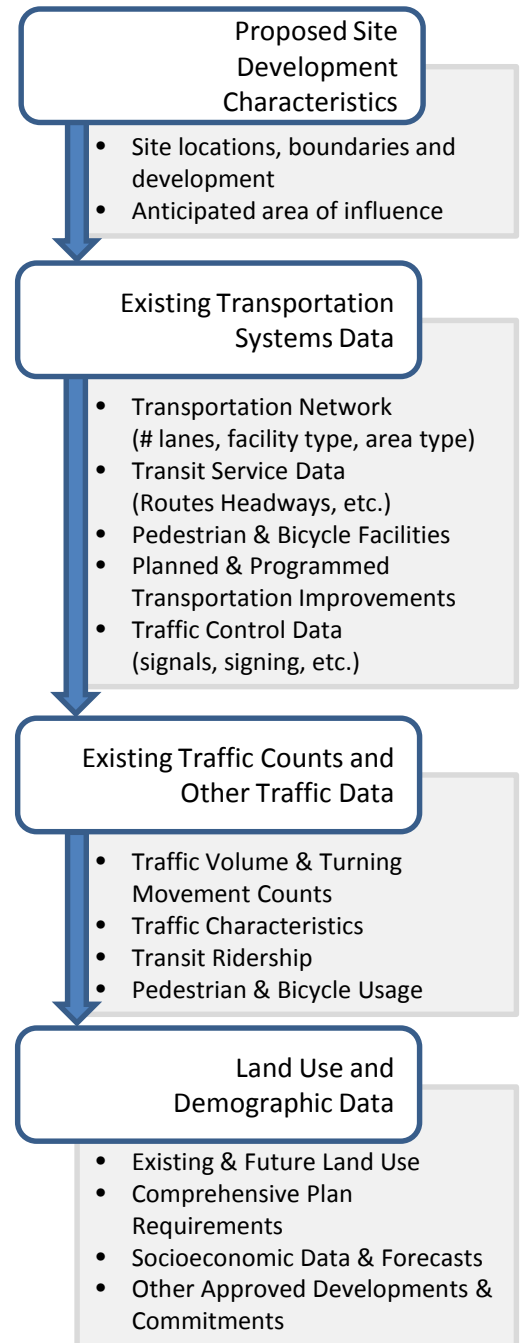 Proposed Site
Development
Characteristics
• Site locations, boundaries and
development
• Anticipated area of influence
Existing Transportation
Systems Data
• Transportation Network
(# lanes, facility type, area type)
• Transit Service Data
(Routes Headways, etc.)
• Pedestrian & Bicycle Facilities
• Planned & Programmed
Transportation Improvements
• Traffic Control Data
(signals, signing, etc.)
Existing Traffic Counts and
Other Traffic Data
• Traffic Volume & Turning
Movement Counts
• Traffic Characteristics
• Transit Ridership
• Pedestrian & Bicycle Usage
Land Use and
Demographic Data
• Existing & Future Land Use
• Comprehensive Plan
Requirements
• Socioeconomic Data & Forecasts
• Other Approved Developments &
Commitments